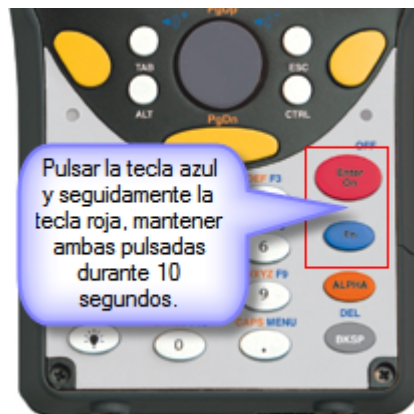 PgUp
TAB
ESC
ALT
CTRL
PgDn
OFF
Pulsar la tecla azul
y seguidamente la
tecla roja, mantener
ambas pulsadas
durante 10
segundos.
DEF F3
Enter
On
6
Fn
XYZ F9
9
ALPHA
DEL
CAPS MENU
0
.
BKSP